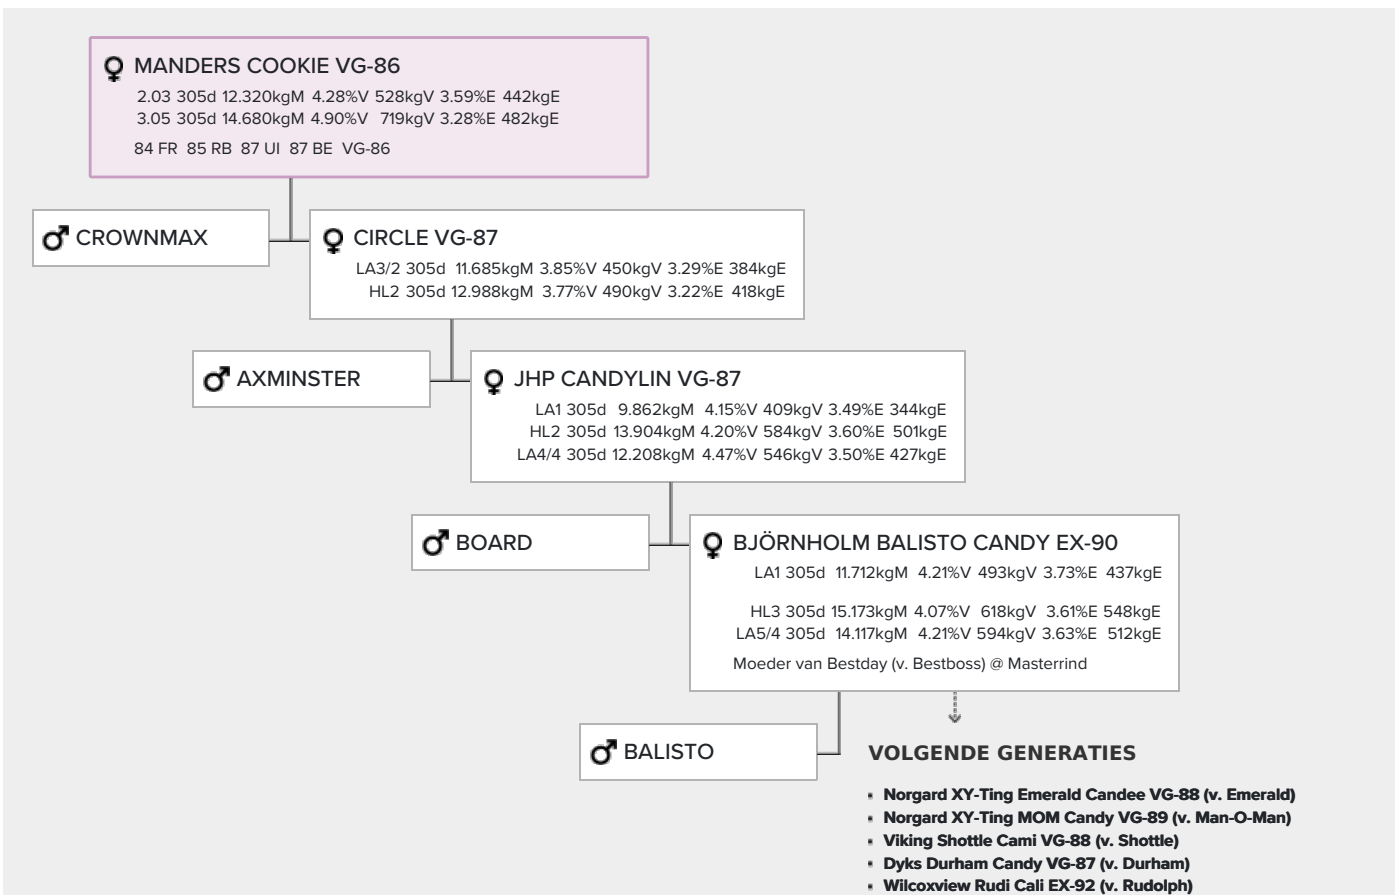 MANDERS COOKIE VG-86
2.03 305d 12.320kgM 4.28%V 528kgV 3.59%E 442kgE
3.05 305d 14.680kgM 4.90%V 719kgV 3.28%E 482kgE
84 FR 85 RB 87 UI 87 BE VG-86
CROWNMAX
CIRCLE VG-87
LA3/2 305d 11.685kgM 3.85%V 450kgV 3.29%E 384kgE
HL2 305d 12.988kgM 3.77%V 490kgV 3.22%E 418kgE
AXMINSTER
JHP CANDYLIN VG-87
LA1 305d 9.862kgM 4.15%V 409kgV 3.49%E 344kgE
HL2 305d 13.904kgM 4.20%V 584kgV 3.60%E 501kgE
LA4/4 305d 12.208kgM 4.47%V 546kgV 3.50%E 427kgE
BOARD
BJÖRNHOLM BALISTO CANDY EX-90
LA1 305d 11.712kgM 4.21%V 493kgV 3.73%E 437kgE
HL3 305d 15.173kgM 4.07%V 618kgV 3.61%E 548kgE
LA5/4 305d 14.117kgM 4.21%V 594kgV 3.63%E 512kgE
Moeder van Bestday (v. Bestboss) @ Masterrind
BALISTO
VOLGENDE GENERATIES
Norgard XY-Ting Emerald Candee VG-88 (v. Emerald)
Norgard XY-Ting MOM Candy VG-89 (v. Man-O-Man)
Viking Shottle Cami VG-88 (v. Shottle)
Dyks Durham Candy VG-87 (v. Durham)
Wilcoxview Rudi Cali EX-92 (v. Rudolph)